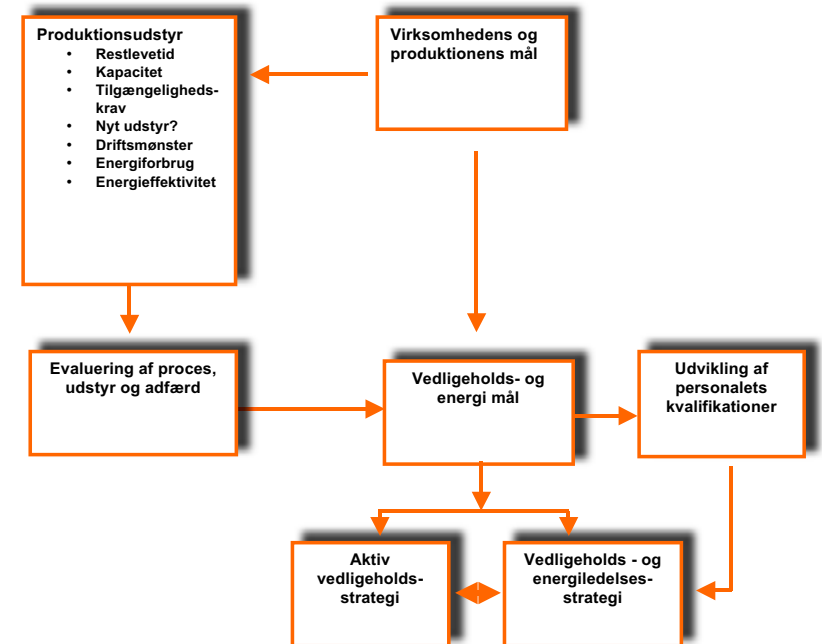 Produktionsudstyr
• Restlevetid
• Kapacitet
• Tilgængeligheds-
krav
• Nyt udstyr?
• Driftsmønster
• Energiforbrug
• Energieffektivitet
Virksomhedens og
produktionens mål
Evaluering af proces,
udstyr og adfærd
Vedligeholds- og
energi mål
Udvikling af
personalets
kvalifikationer
Aktiv
vedligeholds-
strategi
Vedligeholds - og
energiledelses-
strategi